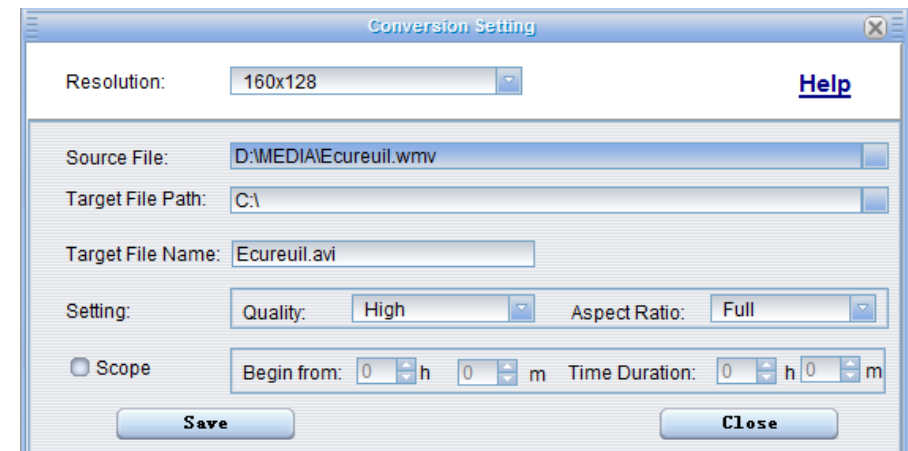 Conversion Setting
Resolution: 160x128 Help
Source File: D:\MEDIA\Ecureuil.wmv
Target File Path: C:\
Target File Name: Ecureuil.avi
Setting: Quality: High Aspect Ratio: Full
Scope Begin from: 0 h 0 m Time Duration: 0 h 0 m
Save Close